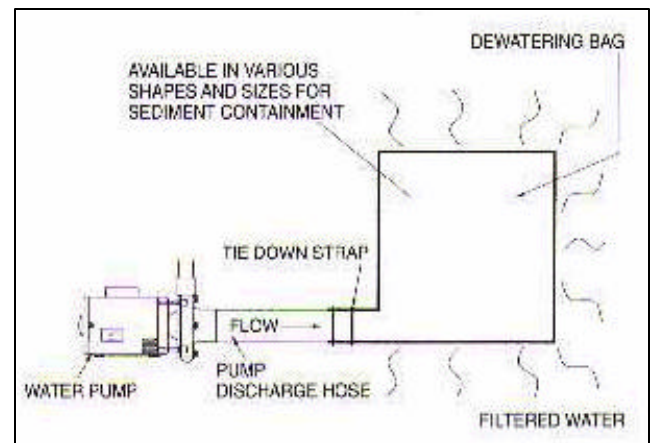 DEWATERING BAG
AVAILABLE IN VARIOUS
SHAPES AND SIZES FOR
SEDIMENT CONTAINMENT
TIE DOWN STRAP
FLOW
WATER PUMP
PUMP
DISCHARGE HOSE
FILTERED WATER